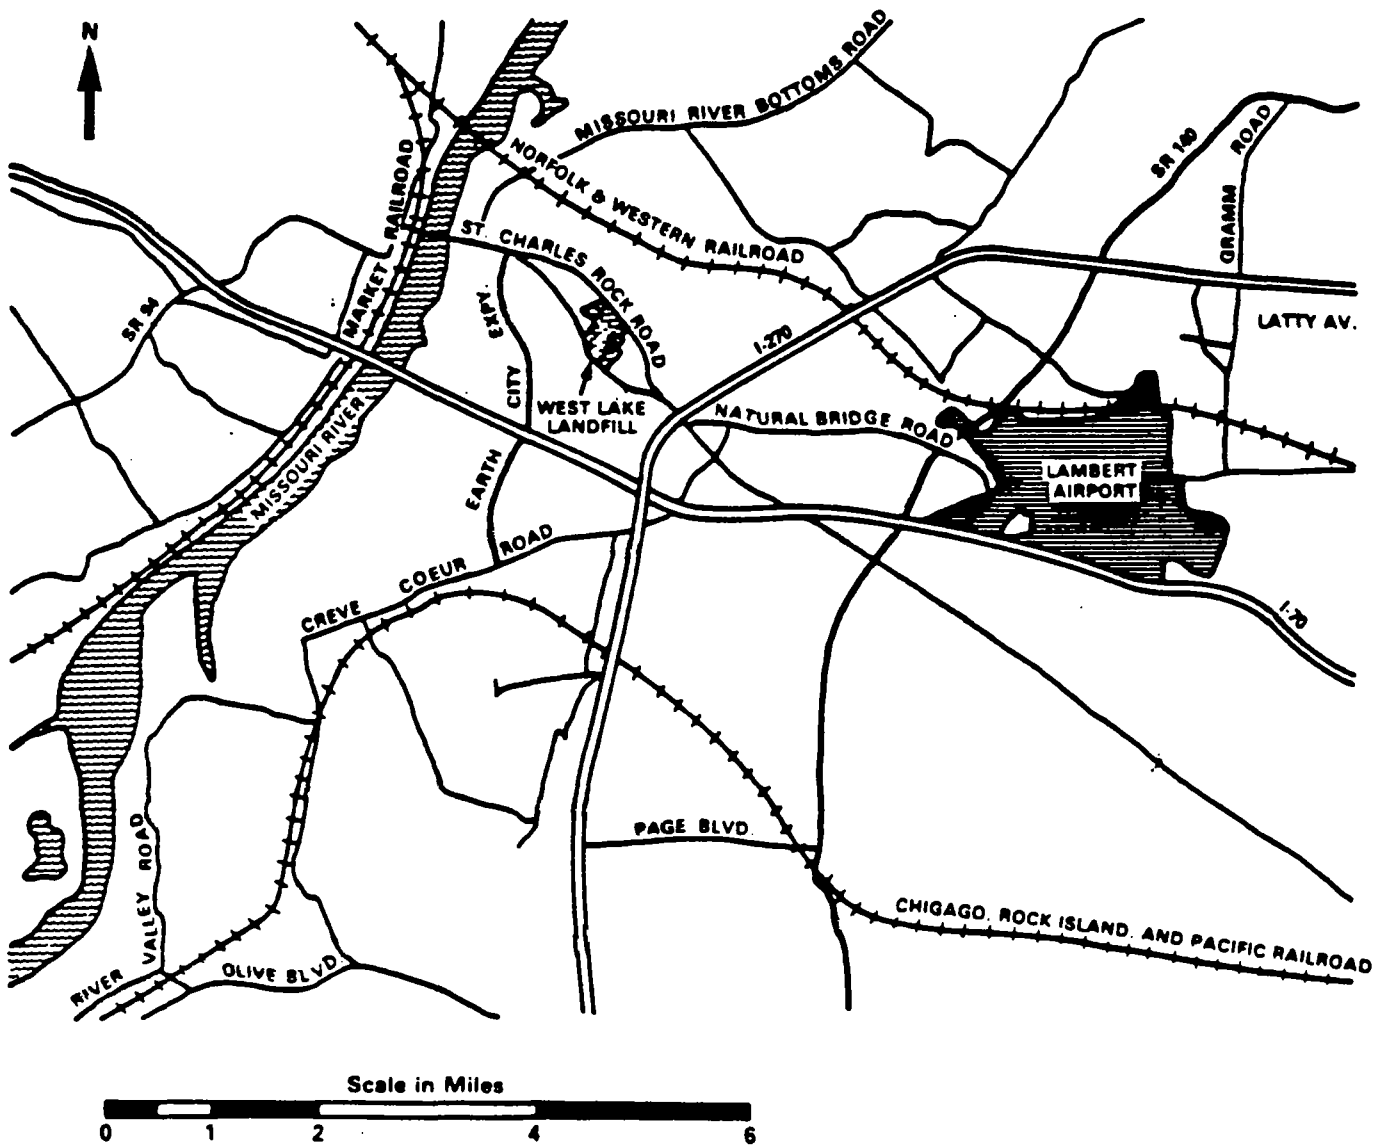 N
MISSOURI RIVER BOTTOMS ROAD
NORFOLK & WESTERN RAILROAD
SR 140
GRAMM ROAD
MARKET RAILROAD
ST. CHARLES ROCK ROAD
SR 94
EARTH CITY EXPY
I-270
LATTY AV.
WEST LAKE
LANDFILL
NATURAL BRIDGE ROAD
MISSOURI RIVER
LAMBERT
AIRPORT
CREVE COEUR ROAD
I-70
PAGE BLVD.
RIVER VALLEY ROAD
OLIVE BLVD.
CHIGAGO, ROCK ISLAND, AND PACIFIC RAILROAD
Scale in Miles
0 1 2 4 6